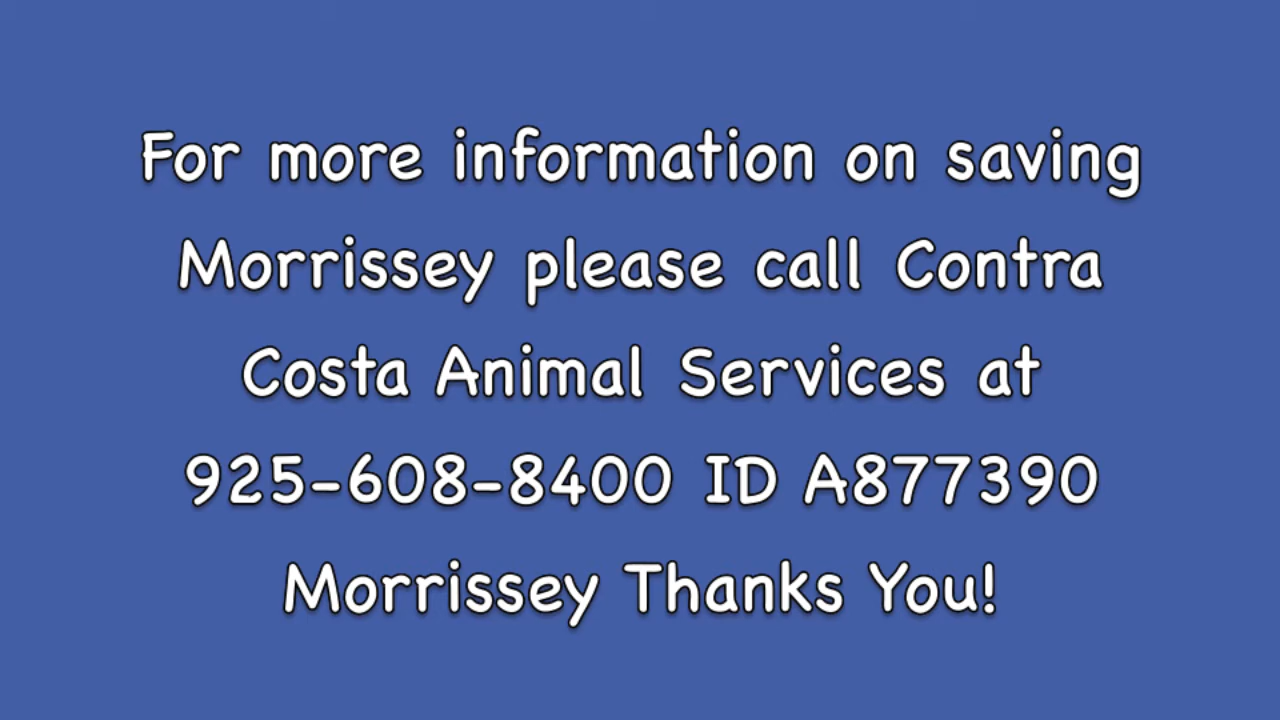 For more information on saving
Morrissey please call Contra
Costa Animal Services at
925-608-8400 ID A877390
Morrissey Thanks You!